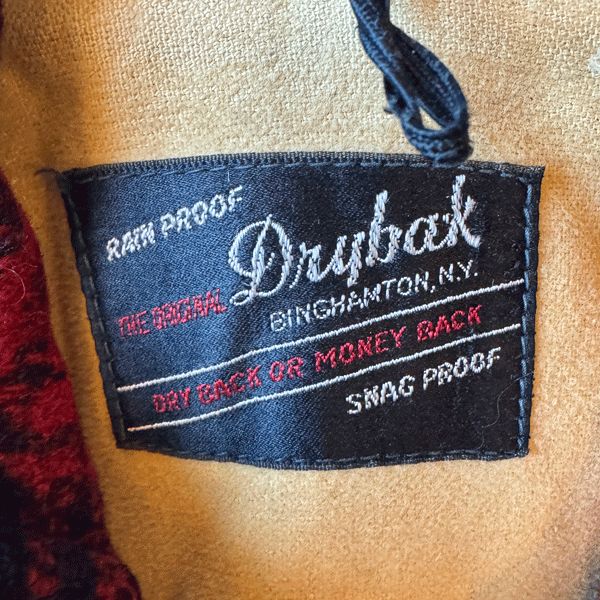 RAIN PROOF
THE ORIGINAL Drybak
BINGHAMTON, N.Y.
DRY BACK OR MONEY BACK
SNAG PROOF